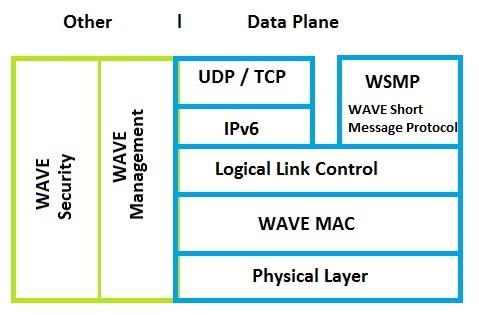 Other | Data Plane
UDP / TCP
WSMP
WAVE Short
Message Protocol
IPv6
WAVE
Security
WAVE
Management
Logical Link Control
WAVE MAC
Physical Layer